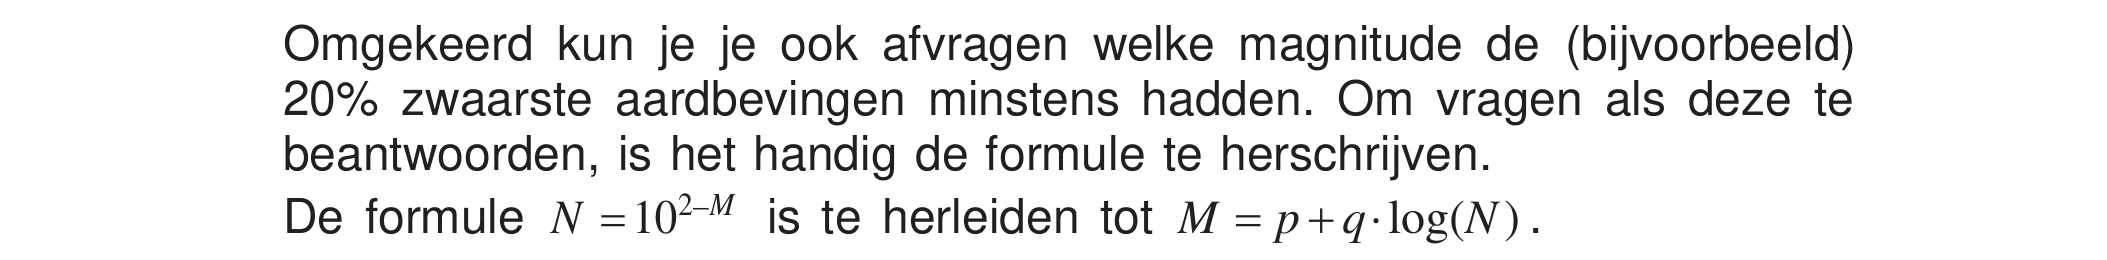 Omgekeerd kun je je ook afvragen welke magnitude de (bijvoorbeeld)
20% zwaarste aardbevingen minstens hadden. Om vragen als deze te
beantwoorden, is het handig de formule te herschrijven.
De formule N = 10^{2–M} is te herleiden tot M = p + q · log(N).